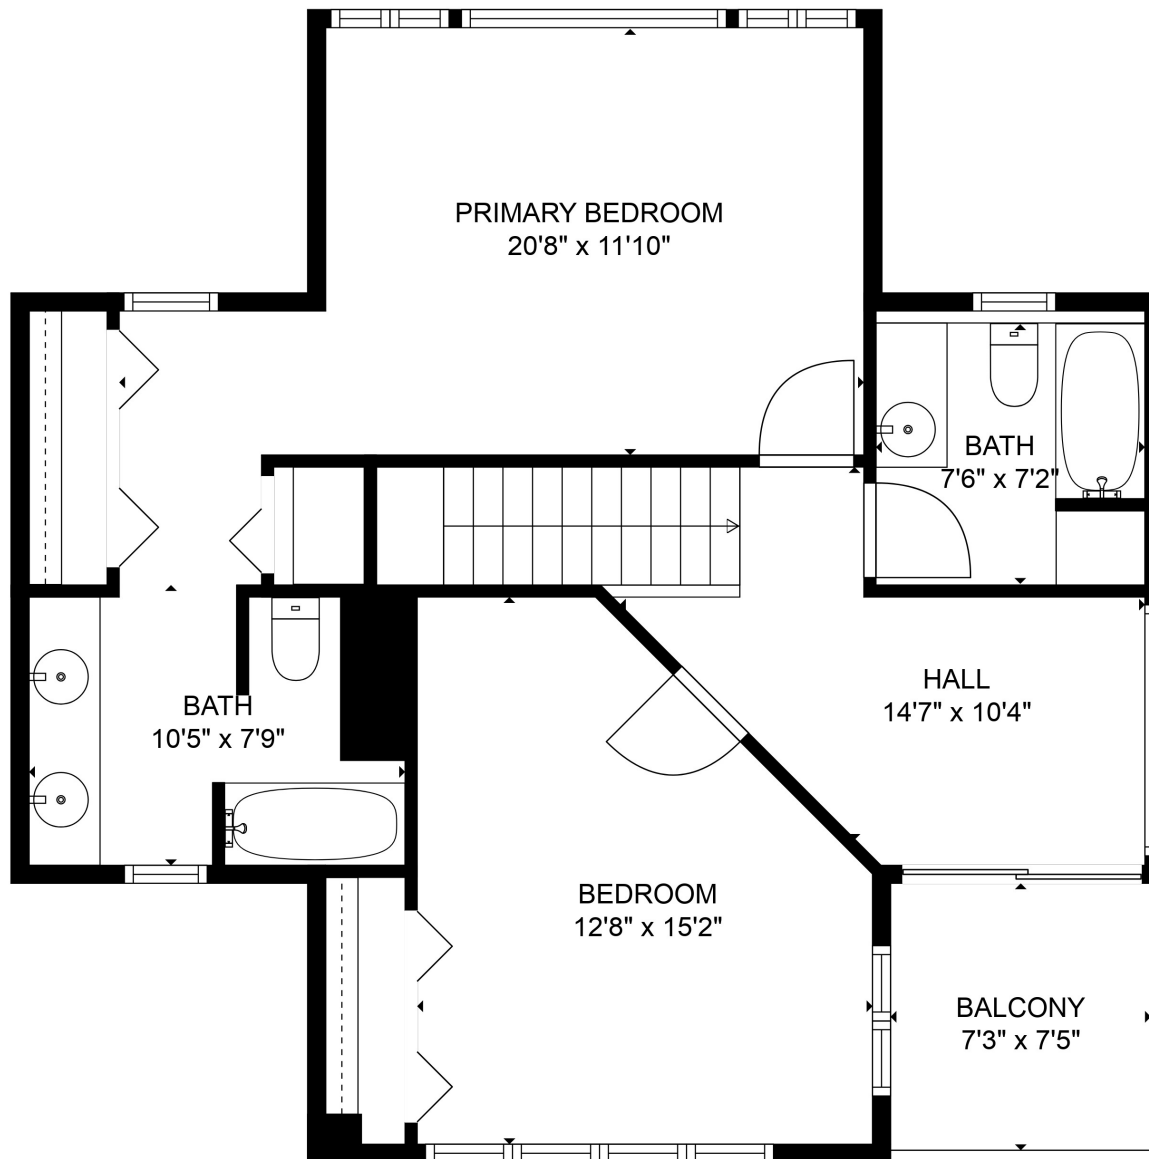 PRIMARY BEDROOM
20'8" x 11'10"
BATH
7'6" x 7'2"
HALL
14'7" x 10'4"
BATH
10'5" x 7'9"
BEDROOM
12'8" x 15'2"
BALCONY
7'3" x 7'5"